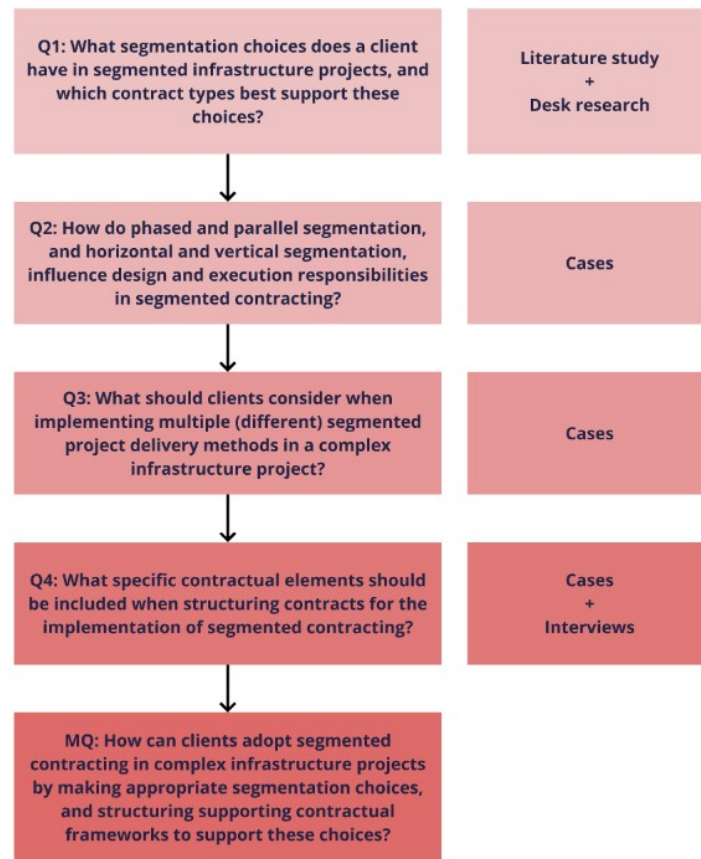 Q1: What segmentation choices does a client
have in segmented infrastructure projects, and
which contract types best support these
choices?
Literature study
+
Desk research
Q2: How do phased and parallel segmentation,
and horizontal and vertical segmentation,
influence design and execution responsibilities
in segmented contracting?
Cases
Q3: What should clients consider when
implementing multiple (different) segmented
project delivery methods in a complex
infrastructure project?
Cases
Q4: What specific contractual elements should
be included when structuring contracts for the
implementation of segmented contracting?
Cases
+
Interviews
MQ: How can clients adopt segmented
contracting in complex infrastructure projects
by making appropriate segmentation choices,
and structuring supporting contractual
frameworks to support these choices?